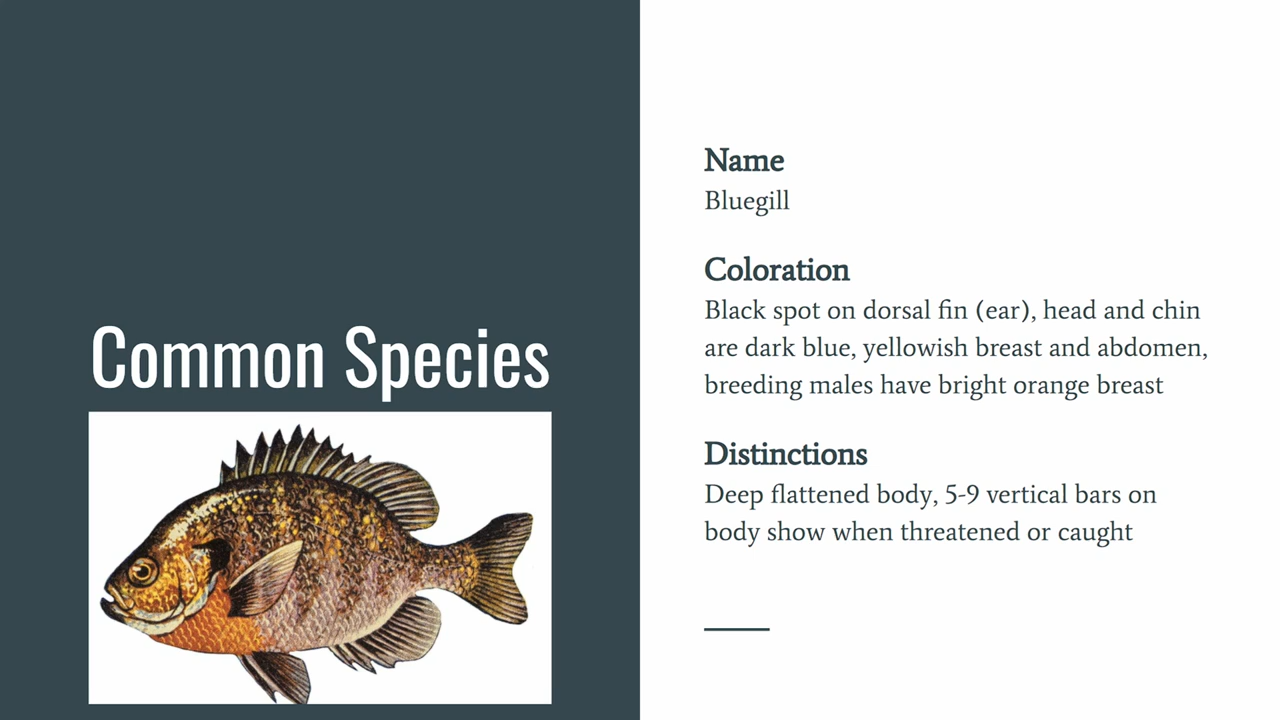 Common Species
Name
Bluegill
Coloration
Black spot on dorsal fin (ear), head and chin
are dark blue, yellowish breast and abdomen,
breeding males have bright orange breast
Distinctions
Deep flattened body, 5-9 vertical bars on
body show when threatened or caught